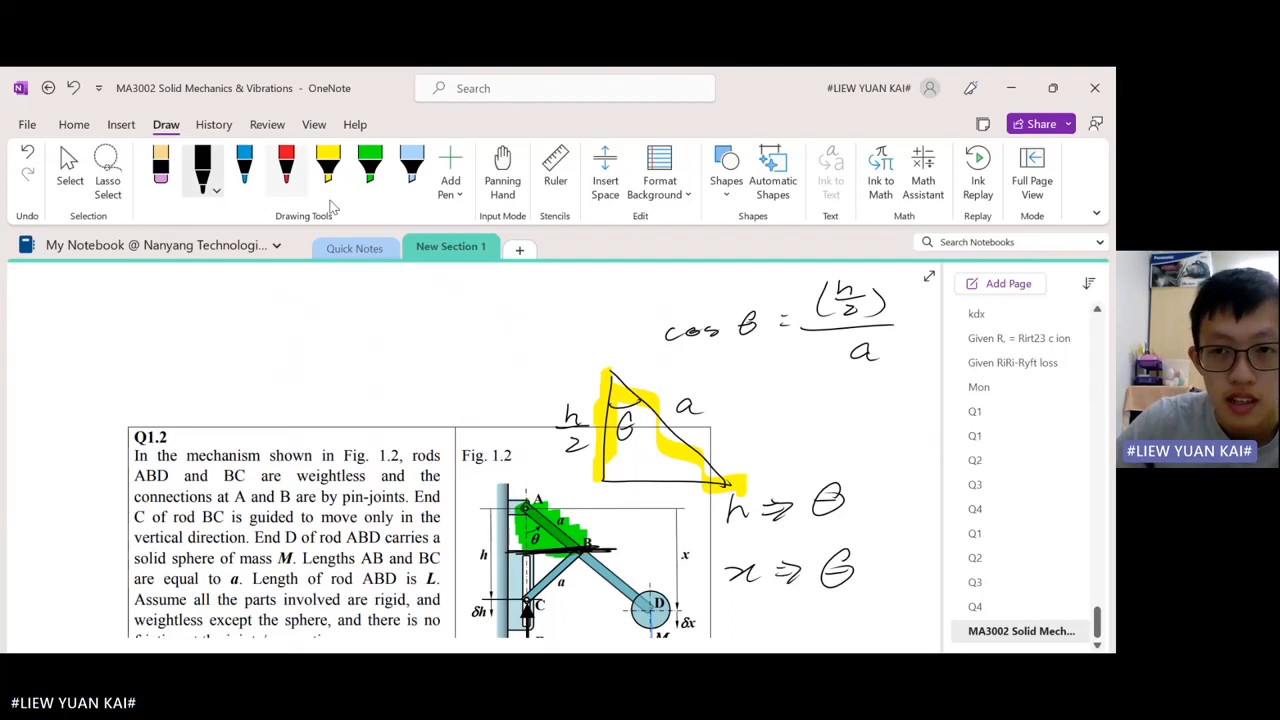 MA3002 Solid Mechanics & Vibrations - OneNote
Search
#LIEW YUAN KAI#
File Home Insert Draw History Review View Help
Share
Undo
Select
Lasso Select
Add Pen
Panning Hand
Ruler
Insert Space
Format Background
Shapes
Automatic Shapes
Ink to Text
Ink to Math
Math Assistant
Ink Replay
Full Page View
Undo Selection Drawing Tools Input Mode Stencils Edit Shapes Text Math Replay Mode
My Notebook @ Nanyang Technologi...
Quick Notes
New Section 1
Search Notebooks
Add Page
kdx
Given R, = Rirt23 c ion
Given RiRi-Ryft loss
Mon
Q1
Q1
Q2
Q3
Q4
Q1
Q2
Q3
Q4
MA3002 Solid Mech...
cos θ = (h/2) / a
h/2
θ
a
h ⇒ θ
x ⇒ θ
Q1.2
In the mechanism shown in Fig. 1.2, rods
ABD and BC are weightless and the
connections at A and B are by pin-joints. End
C of rod BC is guided to move only in the
vertical direction. End D of rod ABD carries a
solid sphere of mass M. Lengths AB and BC
are equal to a. Length of rod ABD is L.
Assume all the parts involved are rigid, and
weightless except the sphere, and there is no
Fig. 1.2
A
a
θ
B
h
x
a
C
D
δh
δx
#LIEW YUAN KAI#
#LIEW YUAN KAI#